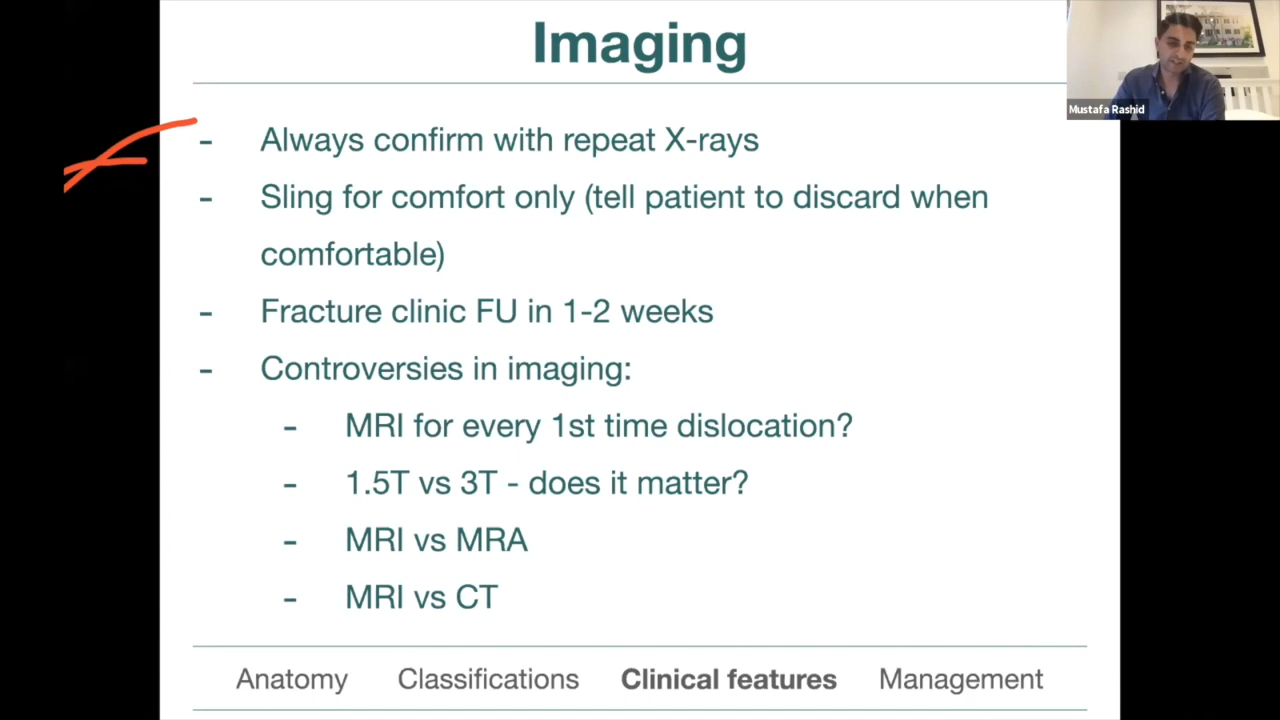 Imaging
Mustafa Rashid
- Always confirm with repeat X-rays
- Sling for comfort only (tell patient to discard when
comfortable)
- Fracture clinic FU in 1-2 weeks
- Controversies in imaging:
- MRI for every 1st time dislocation?
- 1.5T vs 3T - does it matter?
- MRI vs MRA
- MRI vs CT
Anatomy Classifications Clinical features Management